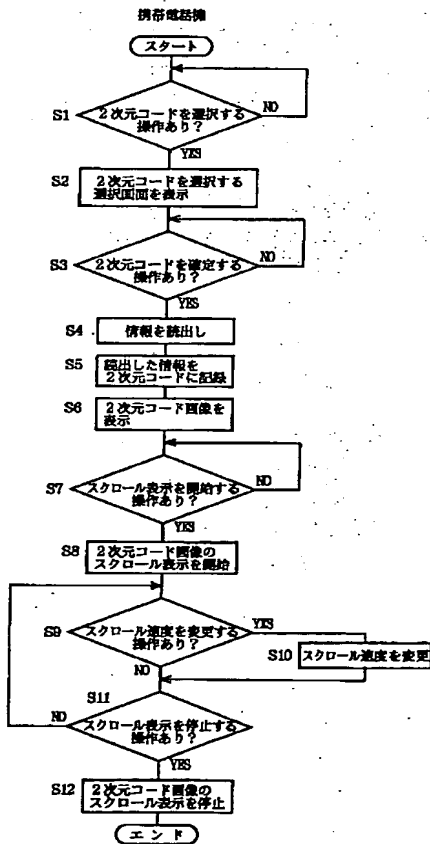 携帯電話機
スタート
S1
2次元コードを選択する
操作あり?
NO
YES
S2
2次元コードを選択する
選択画面を表示
S3
2次元コードを確定する
操作あり?
NO
YES
S4
情報を読出し
S5
読出した情報を
2次元コードに記録
S6
2次元コード画像を
表示
S7
スクロール表示を開始する
操作あり?
NO
YES
S8
2次元コード画像の
スクロール表示を開始
S9
スクロール速度を変更する
操作あり?
YES
S10
スクロール速度を変更
NO
S11
スクロール表示を停止する
操作あり?
NO
YES
S12
2次元コード画像の
スクロール表示を停止
エンド